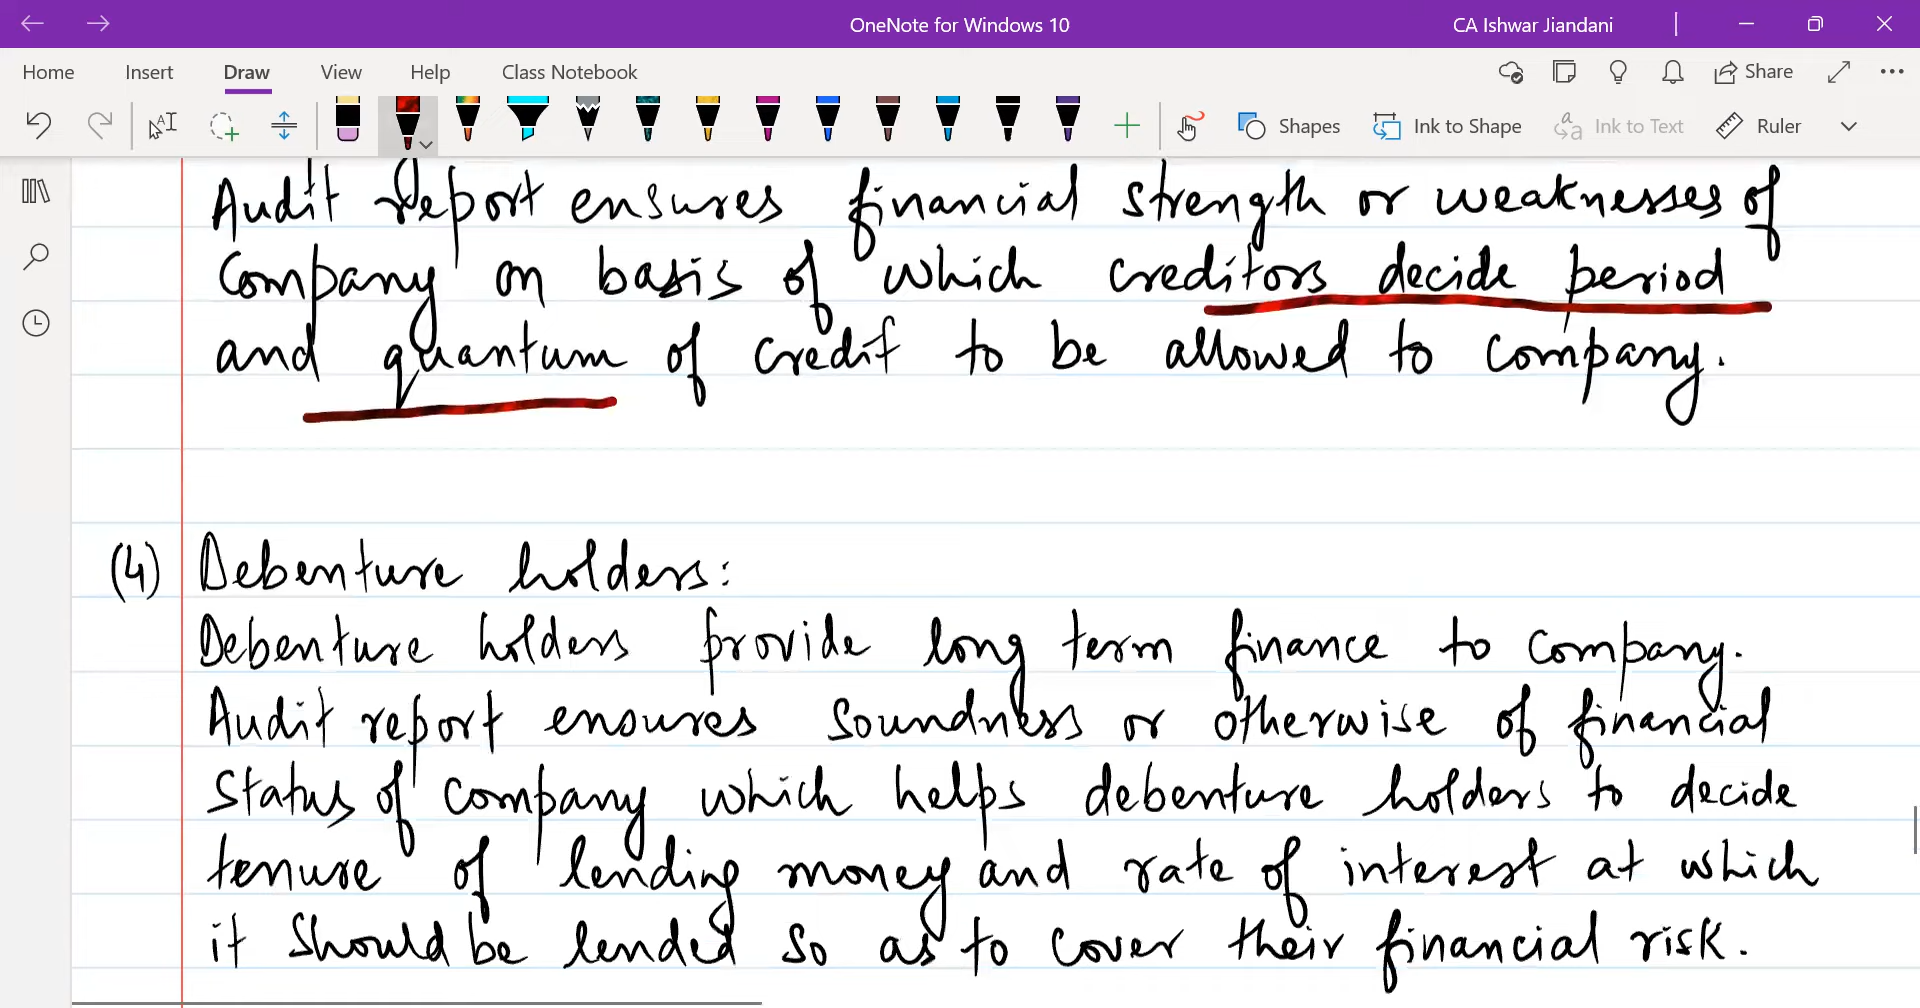 OneNote for Windows 10
CA Ishwar Jiandani
Home Insert Draw View Help Class Notebook
Share
Shapes Ink to Shape Ink to Text Ruler
Audit report ensures financial strength or weaknesses of
Company on basis of which creditors decide period
and quantum of credit to be allowed to company.
(4) Debenture holders:
Debenture holders provide long term finance to company.
Audit report ensures soundness or otherwise of financial
status of company which helps debenture holders to decide
tenure of lending money and rate of interest at which
it should be lended so as to cover their financial risk.